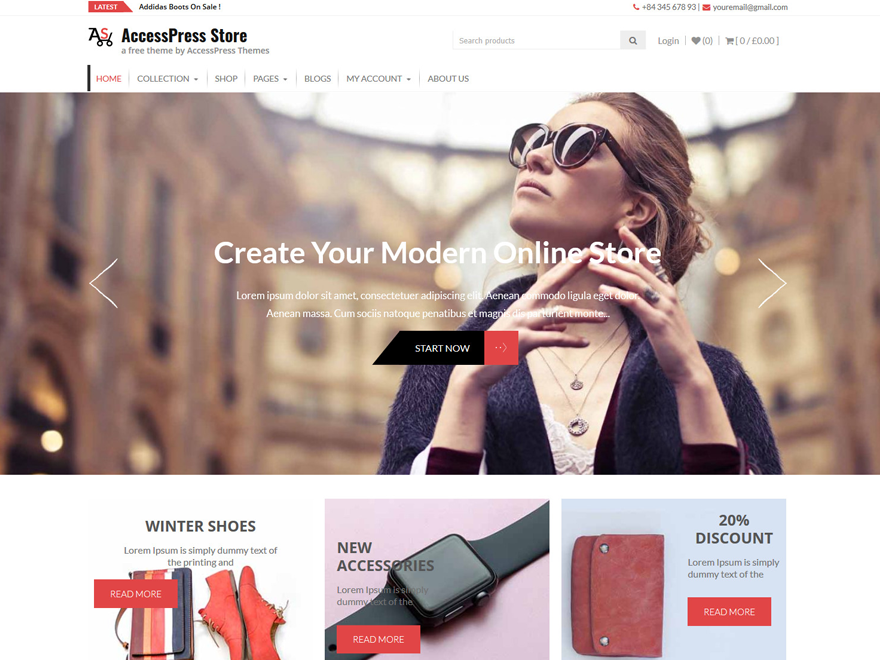 LATEST
Addidas Boots On Sale !
+84 345 678 93 |
youremail@gmail.com
AccessPress Store
a free theme by AccessPress Themes
Search products
Login | (0) | [ 0 / £0.00 ]
HOME
COLLECTION
SHOP
PAGES
BLOGS
MY ACCOUNT
ABOUT US
Create Your Modern Online Store
Lorem ipsum dolor sit amet, consectetuer adipiscing elit. Aenean commodo ligula eget dolor.
Aenean massa. Cum sociis natoque penatibus et magnis dis parturient monte...
START NOW
WINTER SHOES
Lorem Ipsum is simply dummy text of
the printing and
READ MORE
NEW
ACCESSORIES
Lorem Ipsum is simply
dummy text of the
READ MORE
20%
DISCOUNT
Lorem Ipsum is simply
dummy text of the
READ MORE